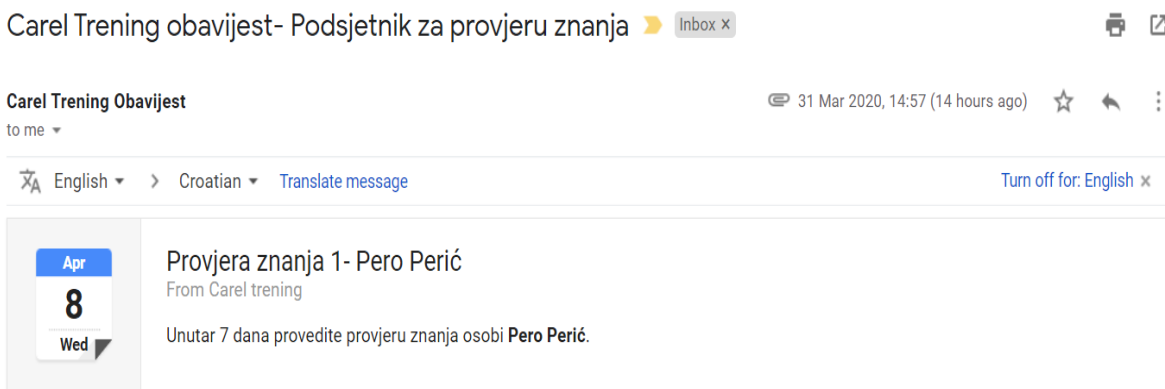 Carel Trening obavijest- Podsjetnik za provjeru znanja Inbox ×
Carel Trening Obavijest 31 Mar 2020, 14:57 (14 hours ago)
to me
English > Croatian Translate message Turn off for: English ×
Apr
8
Wed
Provjera znanja 1- Pero Perić
From Carel trening
Unutar 7 dana provedite provjeru znanja osobi Pero Perić.